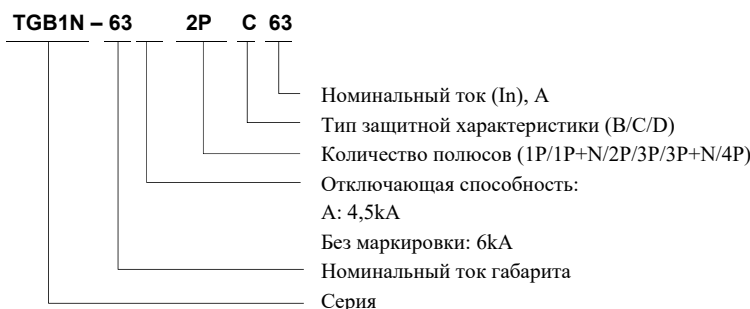 TGB1N – 63 2P C 63
Номинальный ток (In), А
Тип защитной характеристики (B/C/D)
Количество полюсов (1P/1P+N/2P/3P/3P+N/4P)
Отключающая способность:
А: 4,5kA
Без маркировки: 6kA
Номинальный ток габарита
Серия